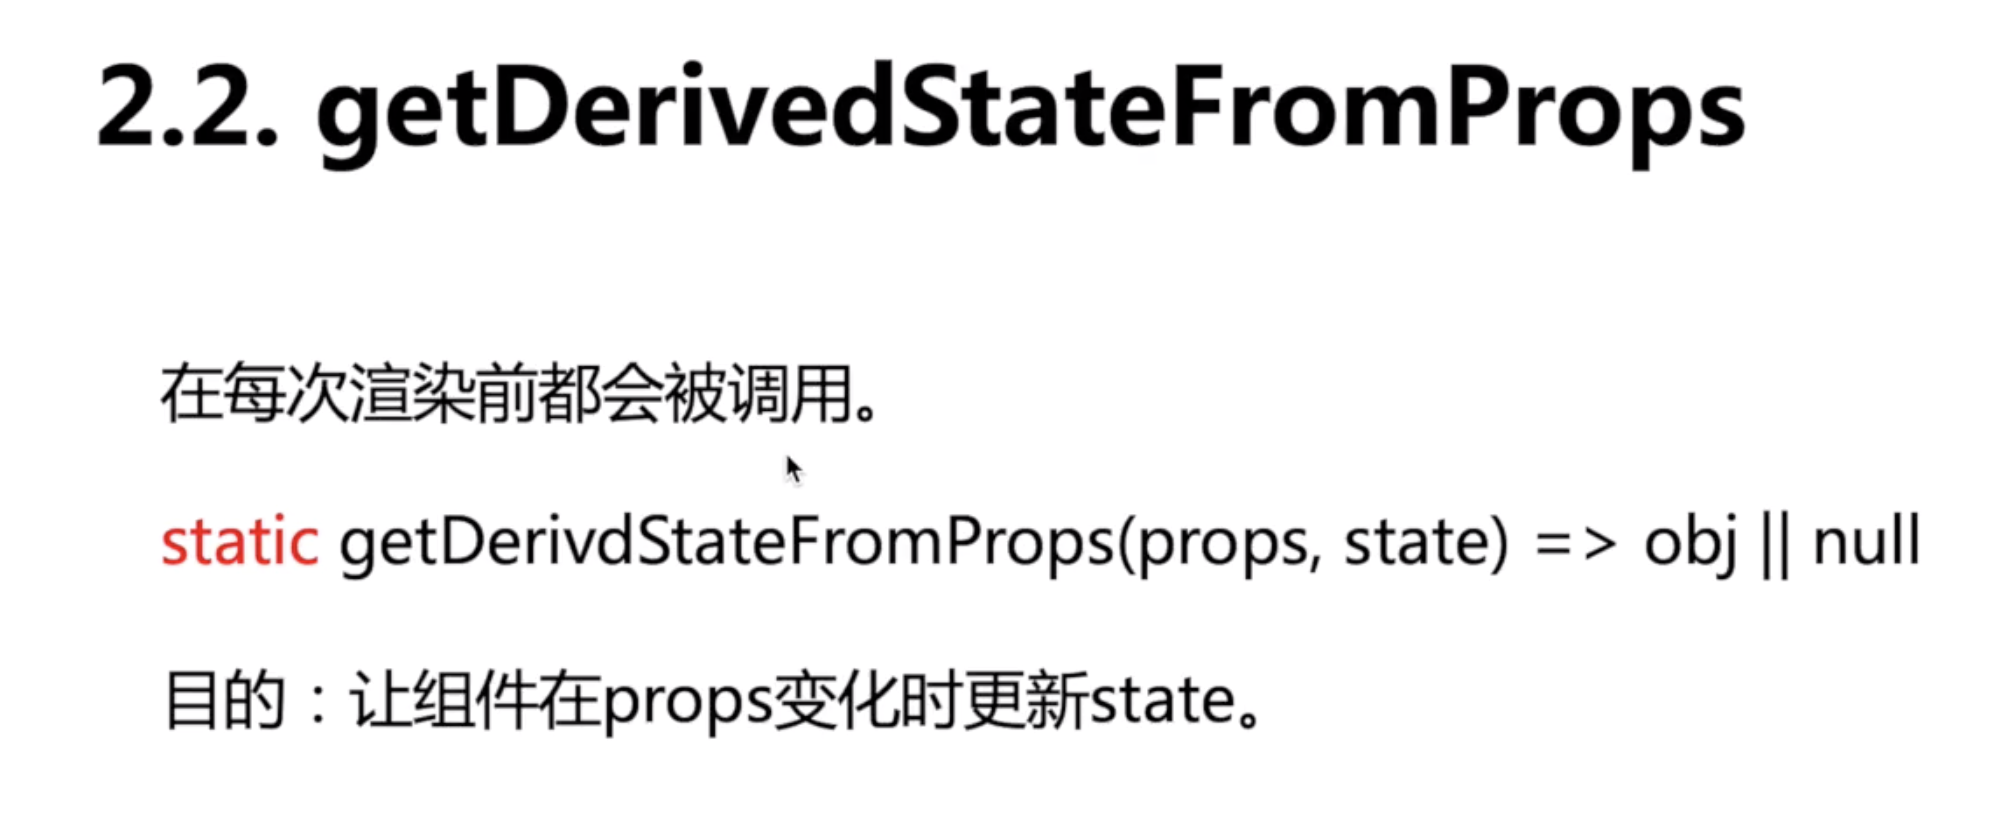 2.2. getDerivedStateFromProps
在每次渲染前都会被调用。
static getDerivdStateFromProps(props, state) => obj || null
目的：让组件在props变化时更新state。